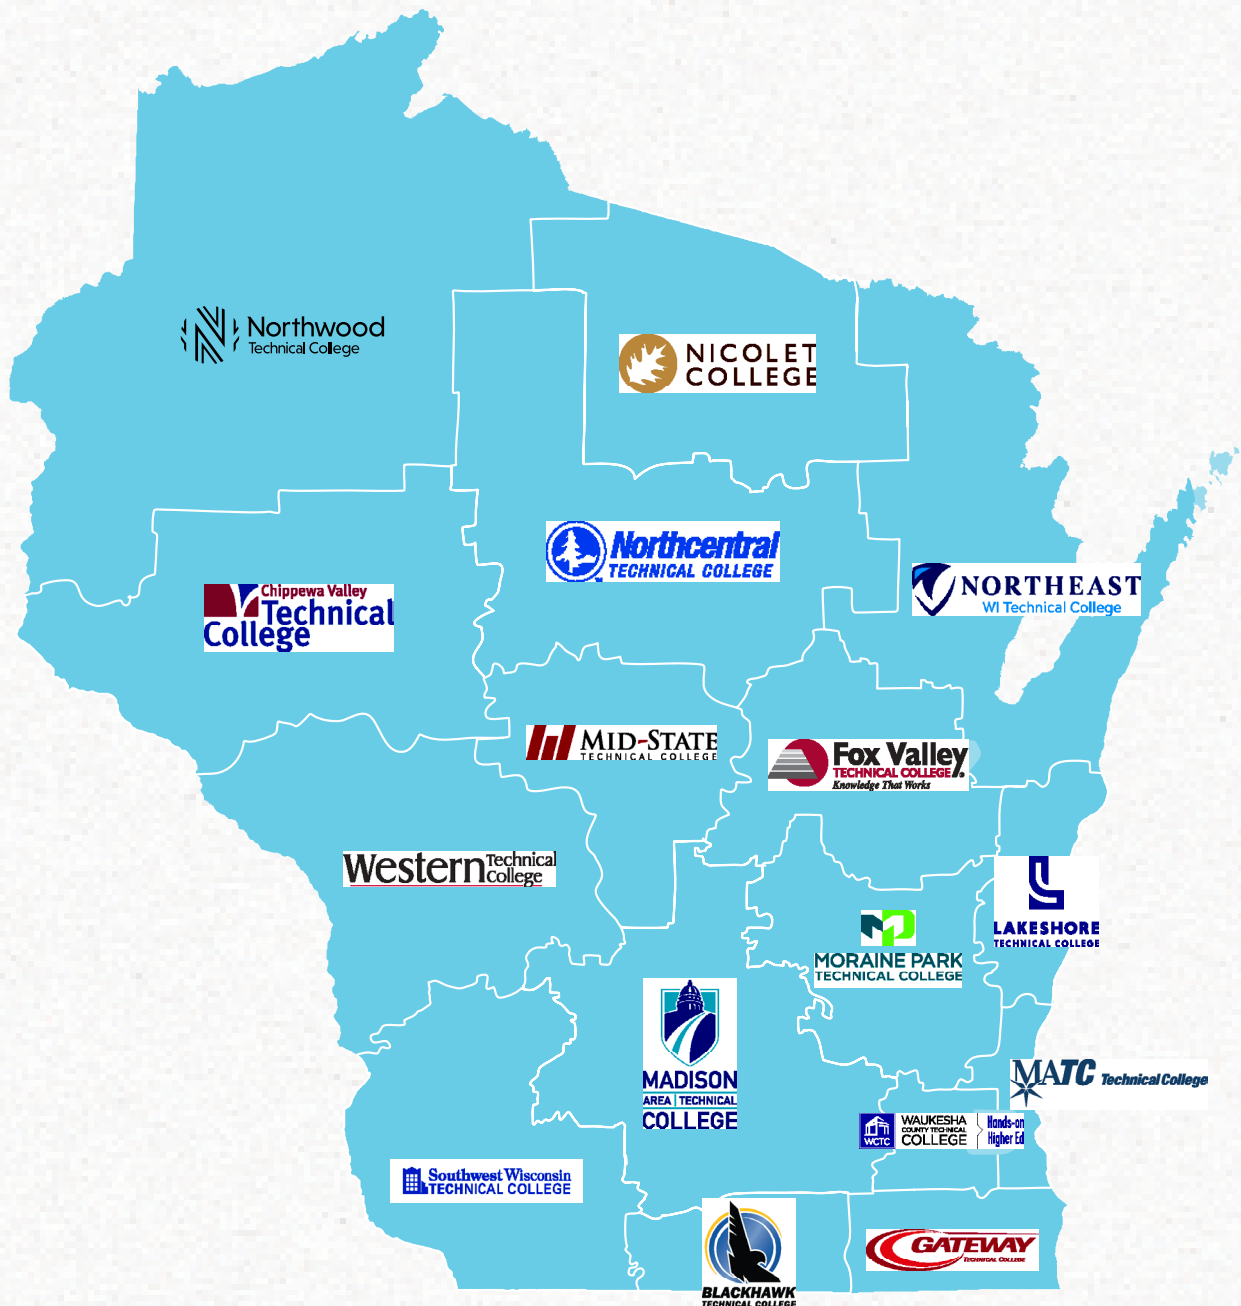 Northwood
Technical College
NICOLET
COLLEGE
Northcentral
TECHNICAL COLLEGE
NORTHEAST
WI Technical College
Chippewa Valley
Technical
College
MID-STATE
TECHNICAL COLLEGE
Fox Valley
TECHNICAL COLLEGE
Knowledge That Works
Western Technical
College
LAKESHORE
TECHNICAL COLLEGE
MORAINE PARK
TECHNICAL COLLEGE
MADISON
AREA | TECHNICAL
COLLEGE
MATC Technical College
WCTC
WAUKESHA
COUNTY TECHNICAL
COLLEGE
Hands-on
Higher Ed
Southwest Wisconsin
TECHNICAL COLLEGE
GATEWAY
TECHNICAL COLLEGE
BLACKHAWK
TECHNICAL COLLEGE